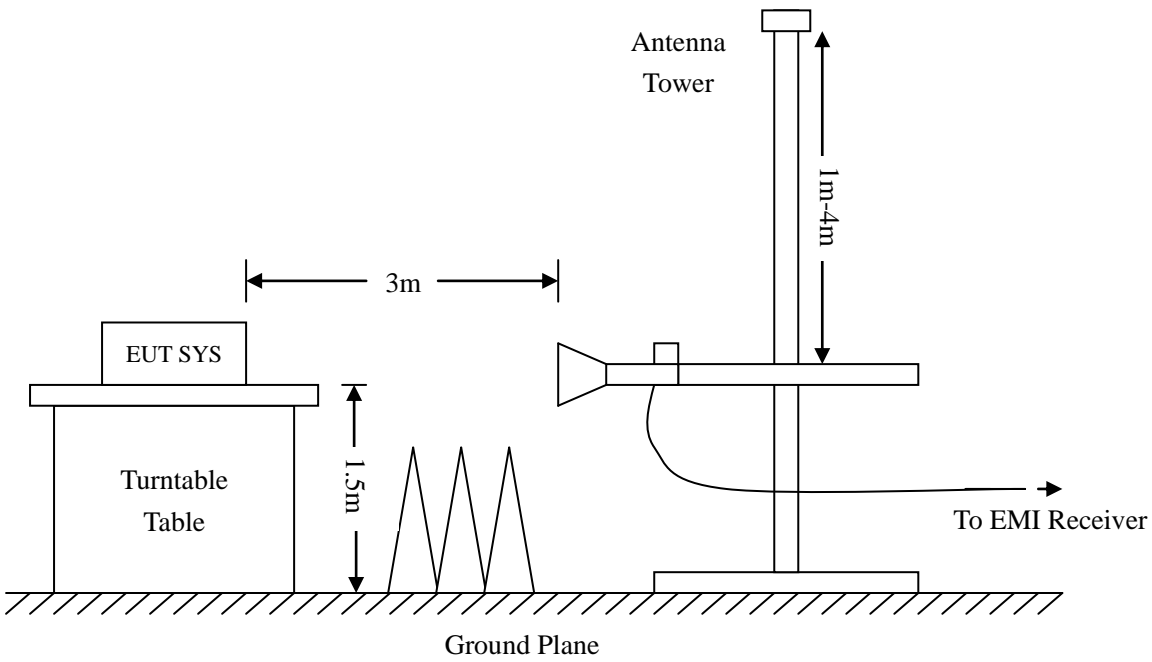 Antenna
Tower
1m-4m
3m
EUT SYS
1.5m
Turntable
Table
To EMI Receiver
Ground Plane